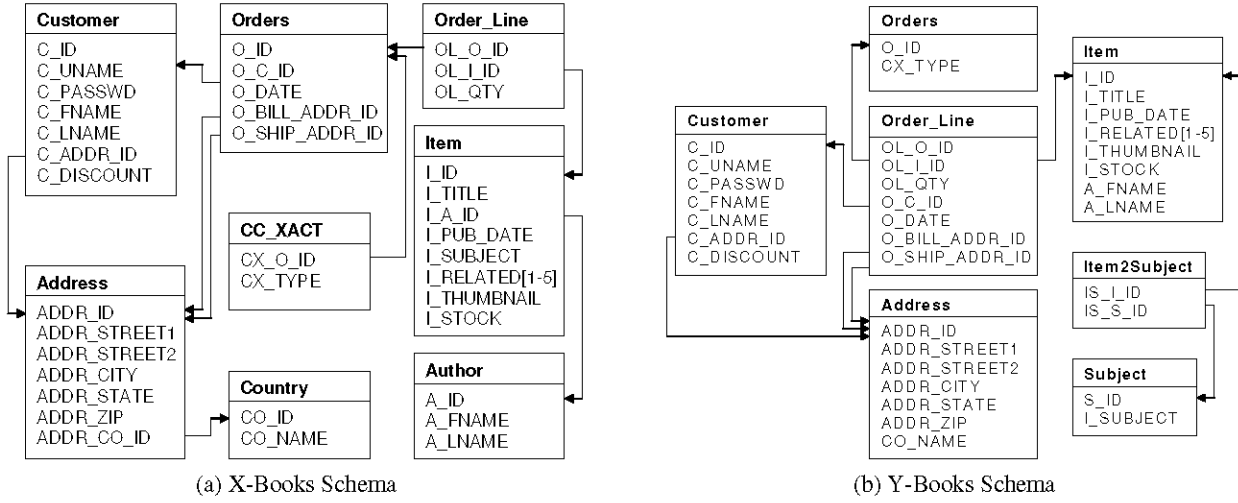 Customer
C_ID
C_UNAME
C_PASSWD
C_FNAME
C_LNAME
C_ADDR_ID
C_DISCOUNT
Orders
O_ID
O_C_ID
O_DATE
O_BILL_ADDR_ID
O_SHIP_ADDR_ID
Order_Line
OL_O_ID
OL_I_ID
OL_QTY
Item
I_ID
I_TITLE
I_A_ID
I_PUB_DATE
I_SUBJECT
I_RELATED[1-5]
I_THUMBNAIL
I_STOCK
CC_XACT
CX_O_ID
CX_TYPE
Address
ADDR_ID
ADDR_STREET1
ADDR_STREET2
ADDR_CITY
ADDR_STATE
ADDR_ZIP
ADDR_CO_ID
Country
CO_ID
CO_NAME
Author
A_ID
A_FNAME
A_LNAME
(a) X-Books Schema
Orders
O_ID
CX_TYPE
Item
I_ID
I_TITLE
I_PUB_DATE
I_RELATED[1-5]
I_THUMBNAIL
I_STOCK
A_FNAME
A_LNAME
Customer
C_ID
C_UNAME
C_PASSWD
C_FNAME
C_LNAME
C_ADDR_ID
C_DISCOUNT
Order_Line
OL_O_ID
OL_I_ID
OL_QTY
O_C_ID
O_DATE
O_BILL_ADDR_ID
O_SHIP_ADDR_ID
Item2Subject
IS_I_ID
IS_S_ID
Address
ADDR_ID
ADDR_STREET1
ADDR_STREET2
ADDR_CITY
ADDR_STATE
ADDR_ZIP
CO_NAME
Subject
S_ID
I_SUBJECT
(b) Y-Books Schema